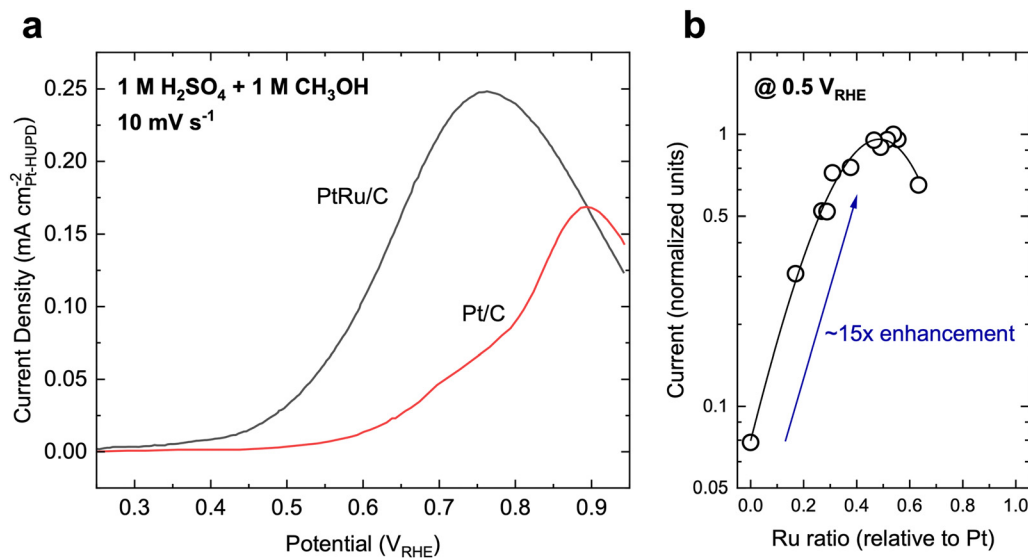 a
1 M H₂SO₄ + 1 M CH₃OH
10 mV s⁻¹
PtRu/C
Pt/C
0.25
0.20
0.15
0.10
0.05
0.00
Current Density (mA cm⁻²Pt-HUPD)
0.3 0.4 0.5 0.6 0.7 0.8 0.9
Potential (V_RHE)
b
@ 0.5 V_RHE
~15x enhancement
1
0.5
0.1
0.05
Current (normalized units)
0.0 0.2 0.4 0.6 0.8 1.0
Ru ratio (relative to Pt)